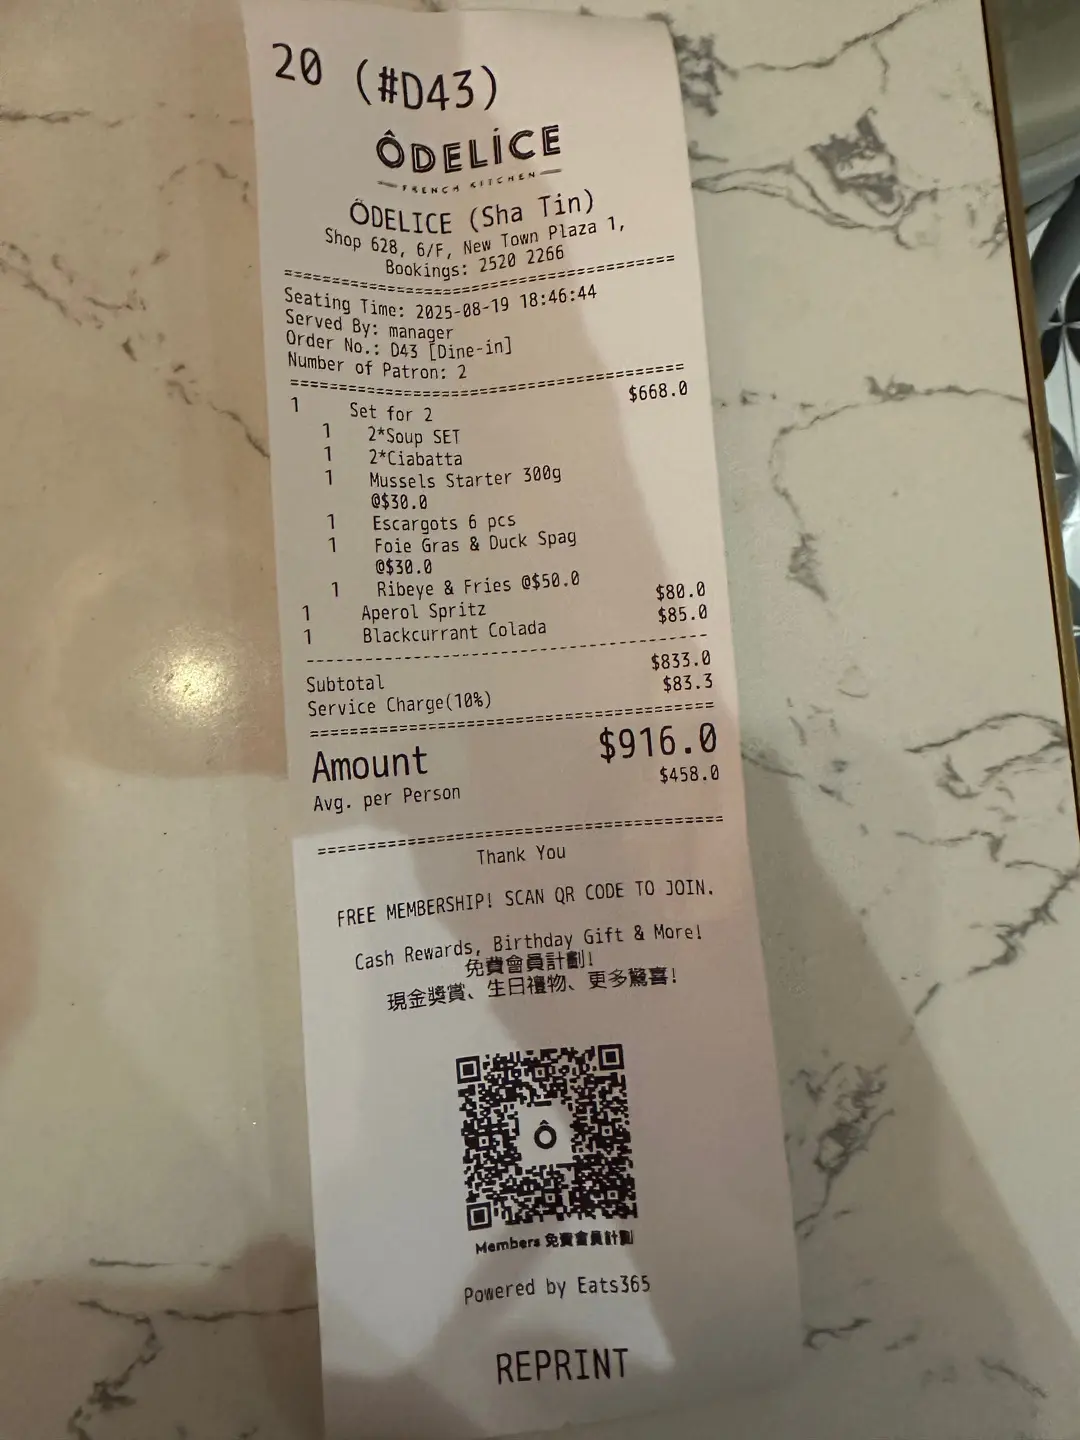 20 (#D43)
ÔDELÍCE
FRENCH KITCHEN
ÔDELICE (Sha Tin)
Shop 628, 6/F, New Town Plaza 1,
Bookings: 2520 2266
================================================
Seating Time: 2025-08-19 18:46:44
Served By: manager
Order No.: D43 [Dine-in]
Number of Patron: 2
================================================
1 Set for 2 $668.0
1 2*Soup SET
1 2*Ciabatta
1 Mussels Starter 300g
@$30.0
1 Escargots 6 pcs
1 Foie Gras & Duck Spag
@$30.0
1 Ribeye & Fries @$50.0
1 Aperol Spritz $80.0
1 Blackcurrant Colada $85.0
------------------------------------------------
Subtotal $833.0
Service Charge(10%) $83.3
================================================
Amount $916.0
Avg. per Person $458.0
================================================
Thank You
FREE MEMBERSHIP! SCAN QR CODE TO JOIN.
Cash Rewards, Birthday Gift & More!
免費會員計劃!
現金獎賞、生日禮物、更多驚喜!
Ô
Members 免費會員計劃
Powered by Eats365
REPRINT